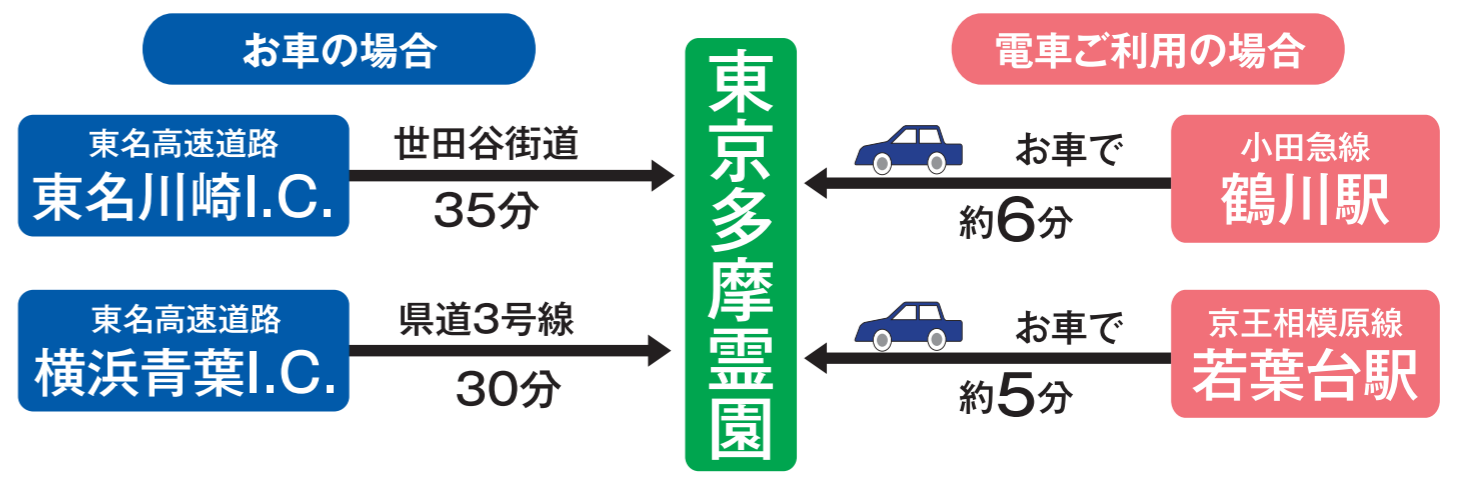 お車の場合
東名高速道路
東名川崎I.C.
世田谷街道
35分
東名高速道路
横浜青葉I.C.
県道3号線
30分
東京多摩霊園
電車ご利用の場合
小田急線
鶴川駅
お車で
約6分
京王相模原線
若葉台駅
お車で
約5分